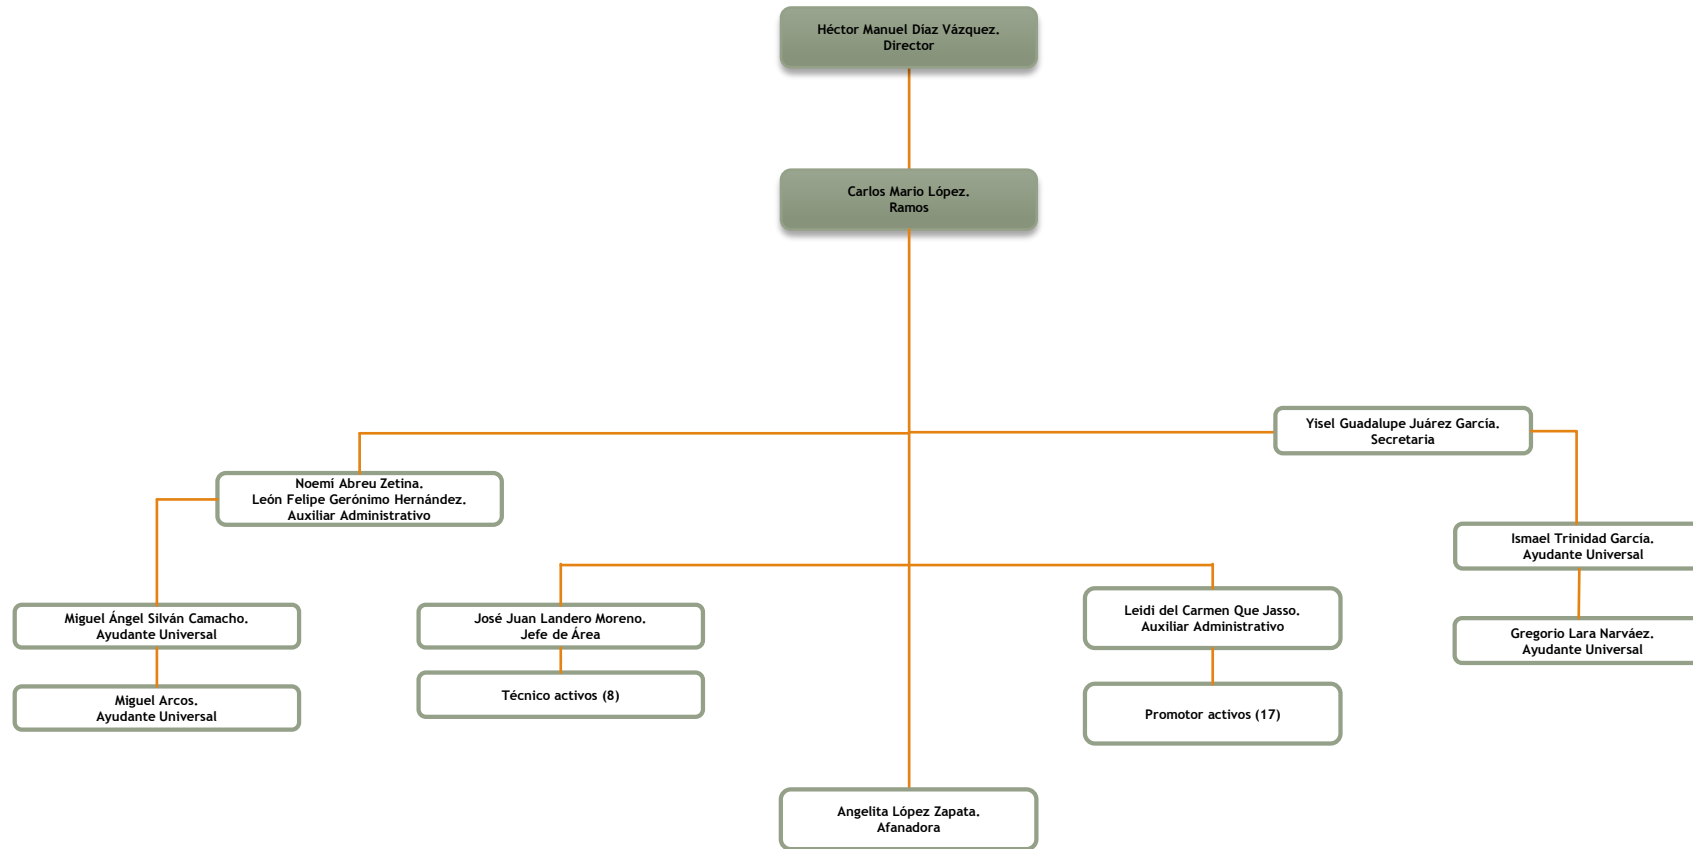 Héctor Manuel Díaz Vázquez.
Director
Carlos Mario López.
Ramos
Yisel Guadalupe Juárez García.
Secretaria
Noemí Abreu Zetina.
León Felipe Gerónimo Hernández.
Auxiliar Administrativo
Ismael Trinidad García.
Ayudante Universal
Miguel Ángel Silván Camacho.
Ayudante Universal
José Juan Landero Moreno.
Jefe de Área
Leidi del Carmen Que Jasso.
Auxiliar Administrativo
Gregorio Lara Narváez.
Ayudante Universal
Miguel Arcos.
Ayudante Universal
Técnico activos (8)
Promotor activos (17)
Angelita López Zapata.
Afanadora